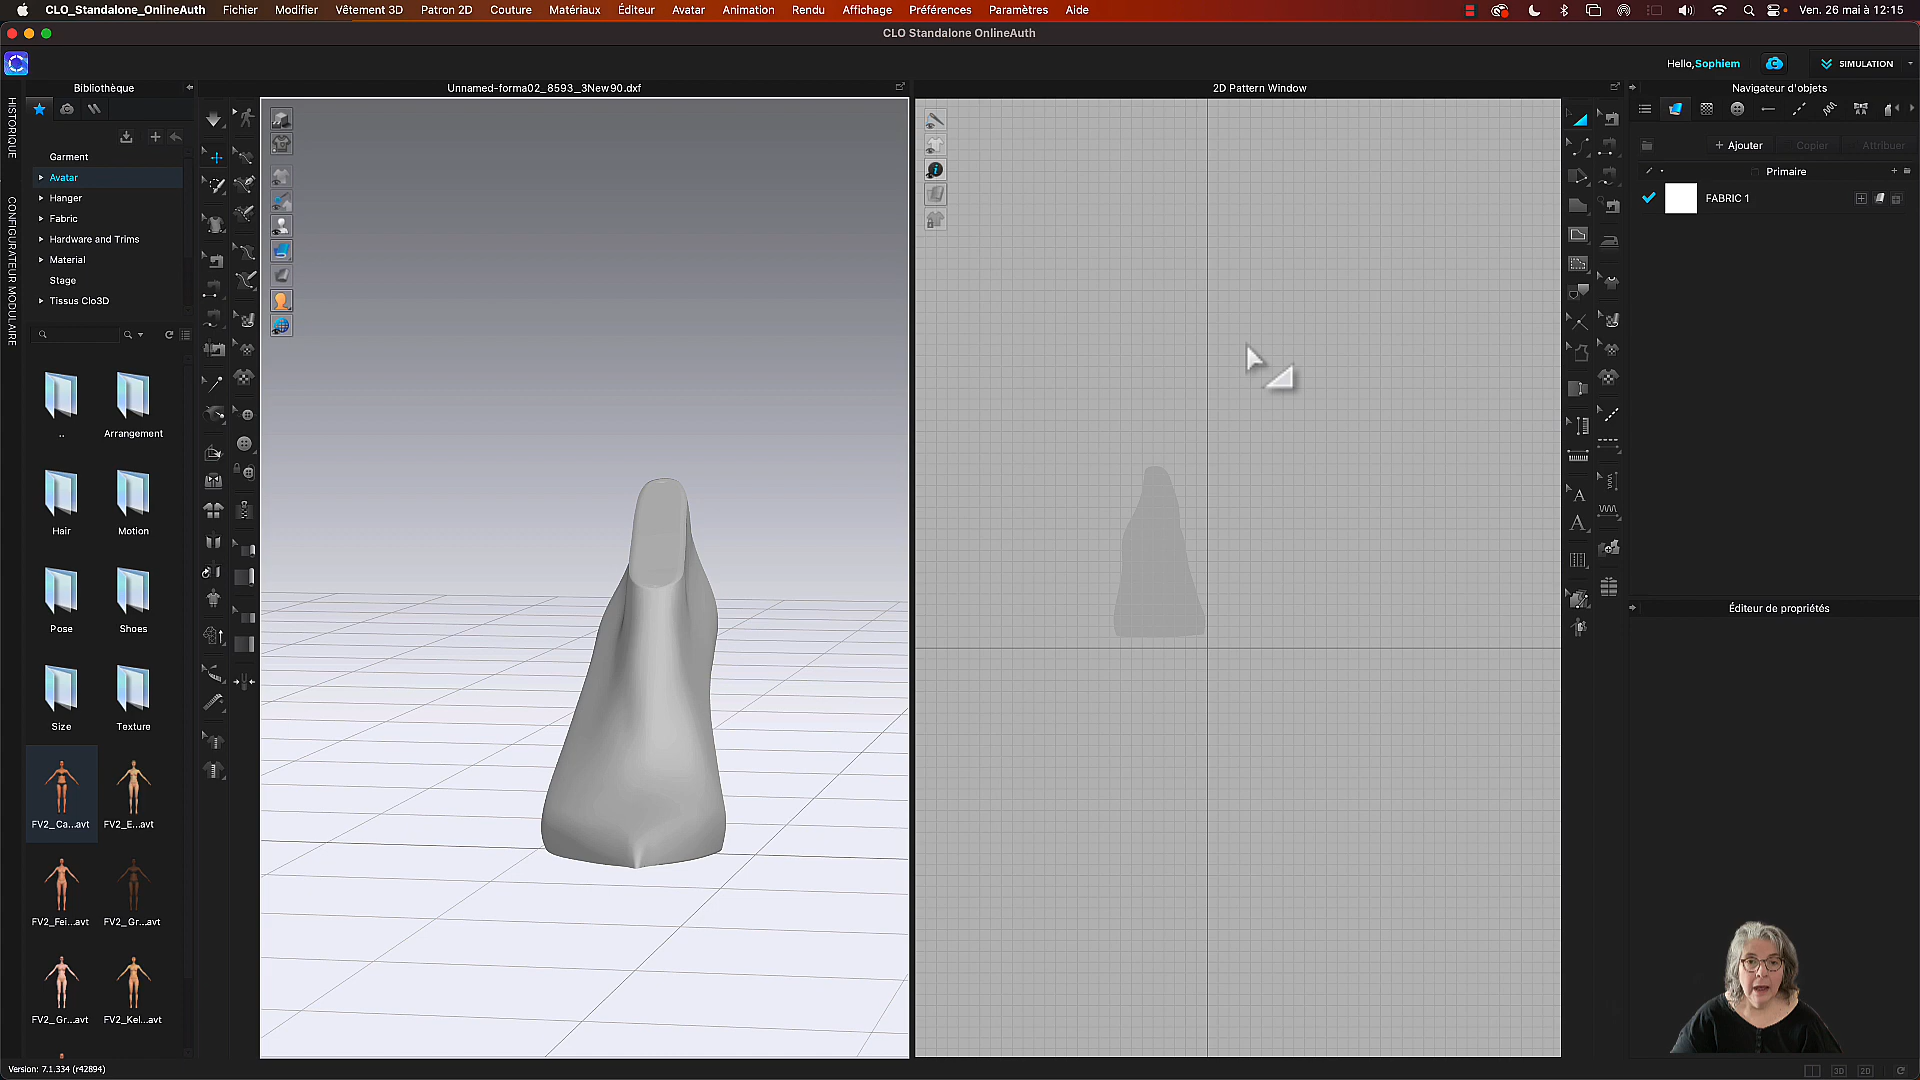 CLO_Standalone_OnlineAuth Fichier Modifier Vêtement 3D Patron 2D Couture Matériaux Éditeur Avatar Animation Rendu Affichage Préférences Paramètres Aide Ven. 26 mai à 12:15
CLO Standalone OnlineAuth
Hello,Sophiem SIMULATION
Bibliothèque Unnamed-forma02_8593_3New90.dxf 2D Pattern Window Navigateur d'objets
HISTORIQUE
CONFIGURATEUR MODULAIRE
+ Ajouter Copier Attribuer
Garment
Primaire
Avatar
Hanger
FABRIC 1
Fabric
Hardware and Trims
Material
Stage
Tissus Clo3D
.. Arrangement
Hair Motion
Éditeur de propriétés
Pose Shoes
Size Texture
FV2_Ca...avt FV2_E...avt
FV2_Fei...avt FV2_Gr...avt
FV2_Gr...avt FV2_Kel...avt
Version: 7.1.334 (r42894)
3D 2D